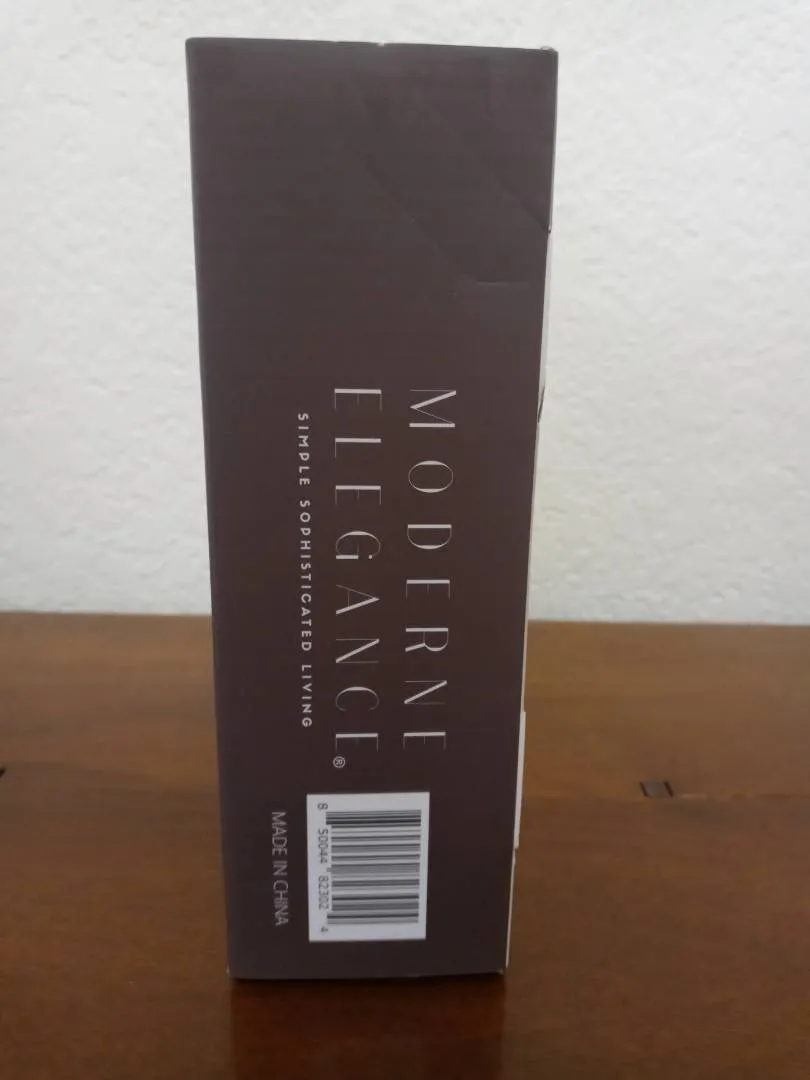 MODERNE
ELEGANCE®
SIMPLE SOPHISTICATED LIVING
8 50044 82302 4
MADE IN CHINA